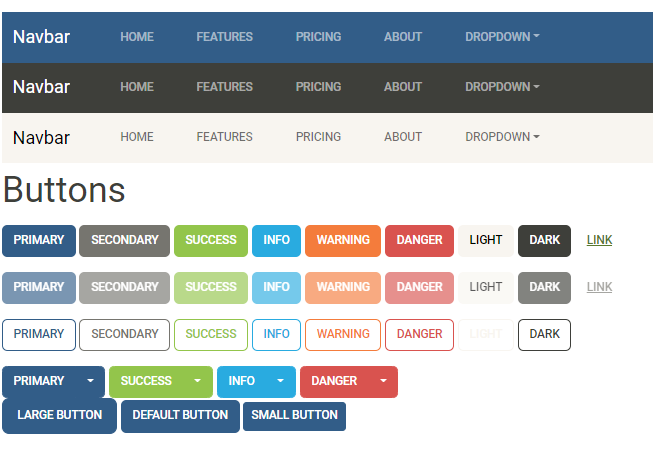 Navbar HOME FEATURES PRICING ABOUT DROPDOWN
Navbar HOME FEATURES PRICING ABOUT DROPDOWN
Navbar HOME FEATURES PRICING ABOUT DROPDOWN
Buttons
PRIMARY SECONDARY SUCCESS INFO WARNING DANGER LIGHT DARK LINK
PRIMARY SECONDARY SUCCESS INFO WARNING DANGER LIGHT DARK LINK
PRIMARY SECONDARY SUCCESS INFO WARNING DANGER LIGHT DARK
PRIMARY SUCCESS INFO DANGER
LARGE BUTTON DEFAULT BUTTON SMALL BUTTON